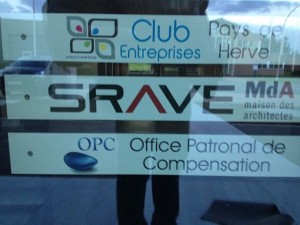 Club Pays de
Entreprises Herve
SRAVE MdA
maison des
architectes
OPC Office Patronal de
Compensation